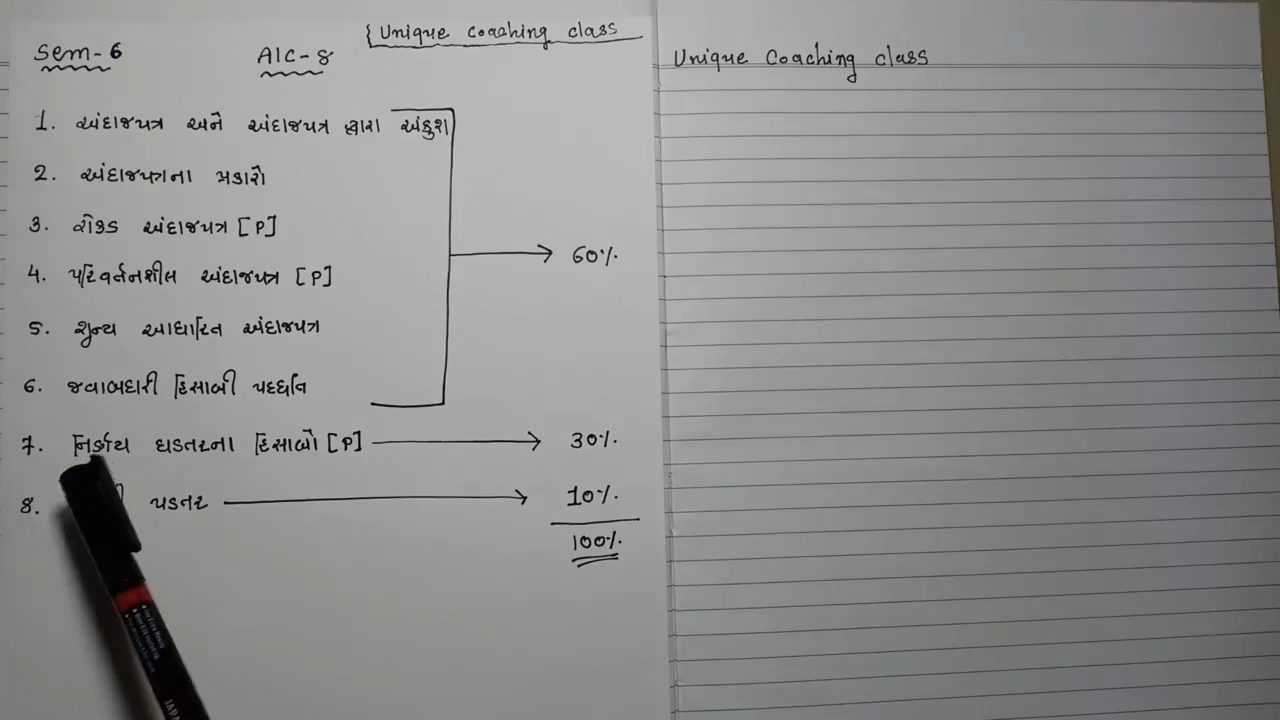 {Unique Coaching class
Sem-6 A/C-8
1. અંદાજપત્ર અને અંદાજપત્ર દ્વારા અંકુશ
2. અંદાજપત્રના પ્રકારો
3. રોકડ અંદાજપત્ર [P]
4. પરિવર્તનશીલ અંદાજપત્ર [P]
5. શૂન્ય આધારિત અંદાજપત્ર
60%
6. જવાબદારી હિસાબી પદ્ધતિ
7. નિર્ણય ઘડતરના હિસાબો [P] 30%
8. પડતર 10%
100%
Unique Coaching class